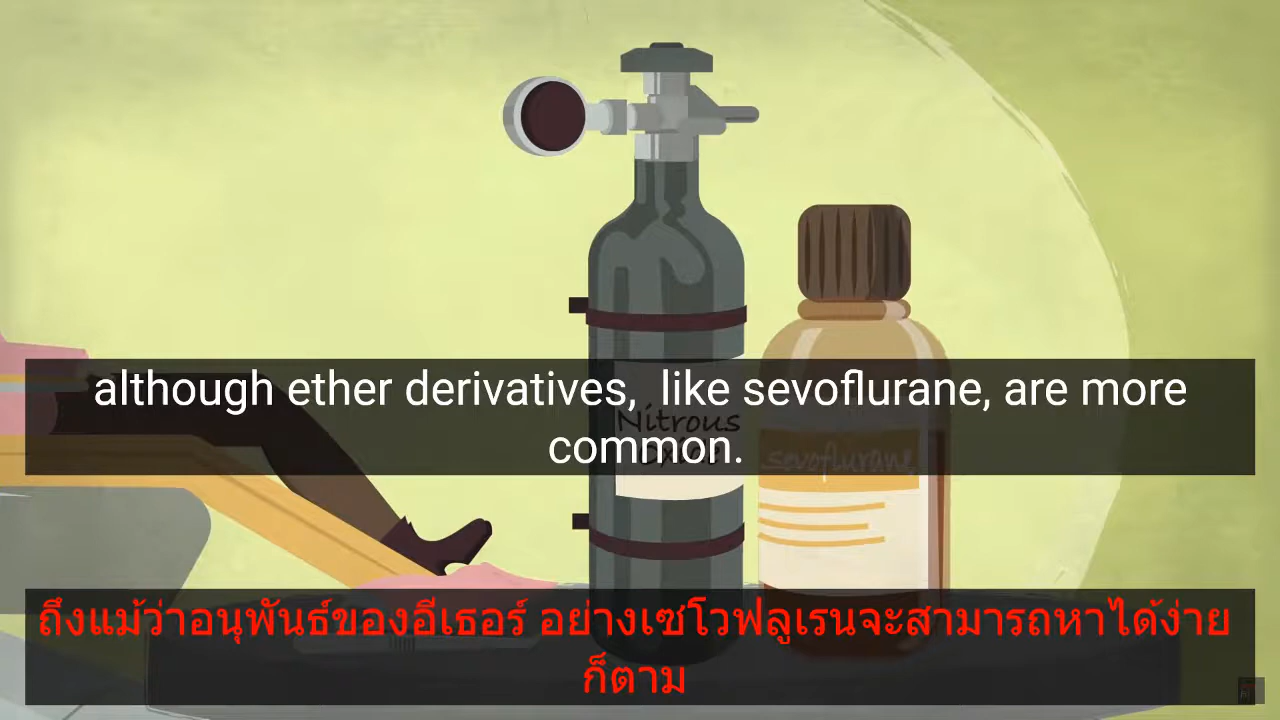 although ether derivatives,  like sevoflurane, are more
common.
Nitrous
Oxide
sevoflurane
ถึงแม้ว่าอนุพันธ์ของอีเธอร์ อย่างเซโวฟลูเรนจะสามารถหาได้ง่าย
ก็ตาม